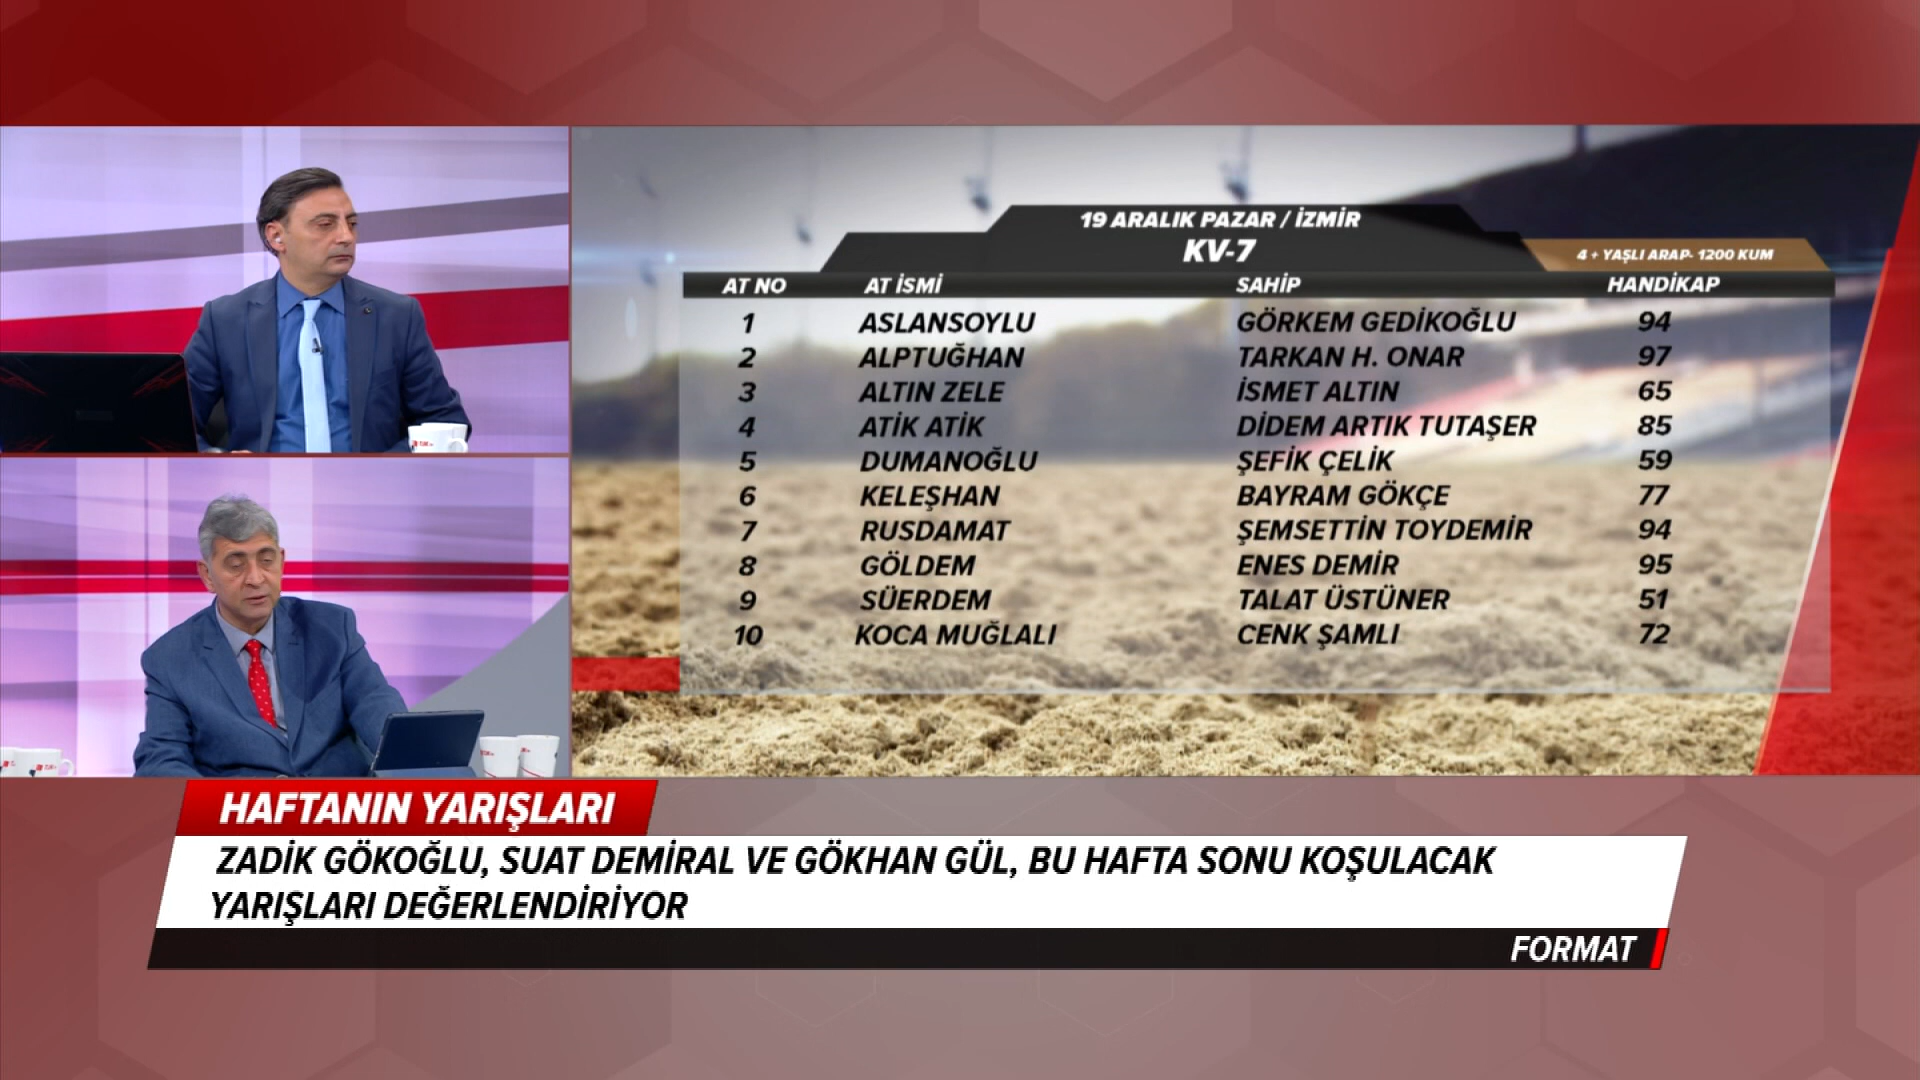 19 ARALIK PAZAR / İZMİR
KV-7
4 + YAŞLI ARAP- 1200 KUM
AT NO AT İSMİ SAHİP HANDİKAP
1 ASLANSOYLU GÖRKEM GEDİKOĞLU 94
2 ALPTUĞHAN TARKAN H. ONAR 97
3 ALTIN ZELE İSMET ALTIN 65
4 ATİK ATİK DİDEM ARTIK TUTAŞER 85
5 DUMANOĞLU ŞEFİK ÇELİK 59
6 KELEŞHAN BAYRAM GÖKÇE 77
7 RUSDAMAT ŞEMSETTİN TOYDEMİR 94
8 GÖLDEM ENES DEMİR 95
9 SÜERDEM TALAT ÜSTÜNER 51
10 KOCA MUĞLALI CENK ŞAMLI 72
HAFTANIN YARIŞLARI
ZADİK GÖKOĞLU, SUAT DEMİRAL VE GÖKHAN GÜL, BU HAFTA SONU KOŞULACAK
YARIŞLARI DEĞERLENDİRİYOR
FORMAT